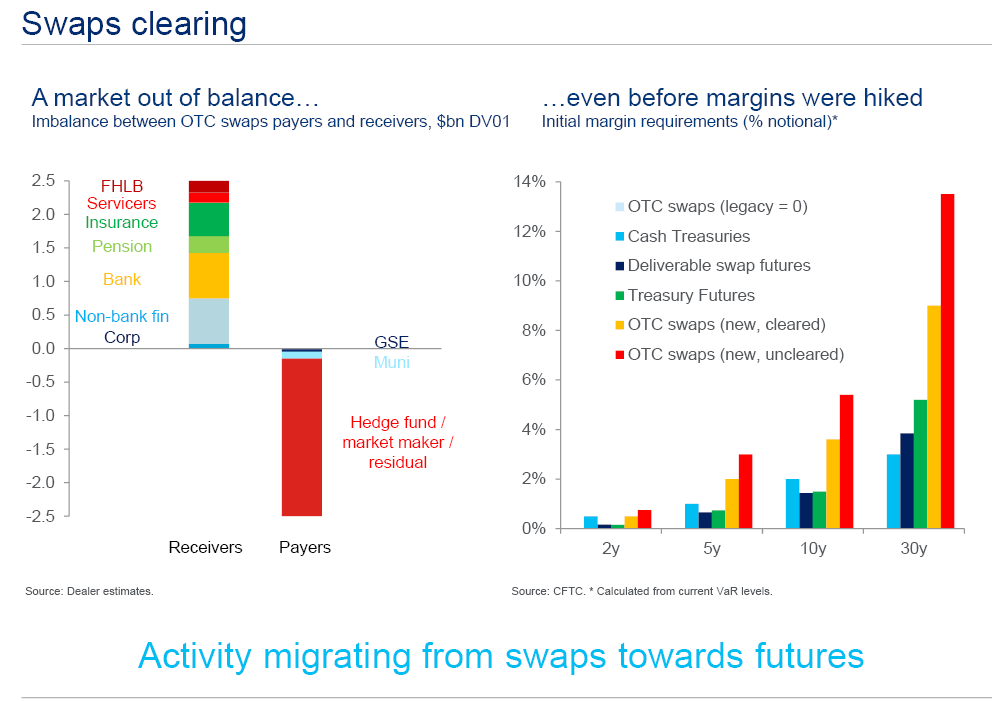 Swaps clearing
A market out of balance…
Imbalance between OTC swaps payers and receivers, $bn DV01
2.5
2.0
1.5
1.0
0.5
0.0
-0.5
-1.0
-1.5
-2.0
-2.5
FHLB
Servicers
Insurance
Pension
Bank
Non-bank fin
Corp
GSE
Muni
Hedge fund /
market maker /
residual
Receivers
Payers
Source: Dealer estimates.
…even before margins were hiked
Initial margin requirements (% notional)*
14%
12%
10%
8%
6%
4%
2%
0%
OTC swaps (legacy = 0)
Cash Treasuries
Deliverable swap futures
Treasury Futures
OTC swaps (new, cleared)
OTC swaps (new, uncleared)
2y
5y
10y
30y
Source: CFTC. * Calculated from current VaR levels.
Activity migrating from swaps towards futures